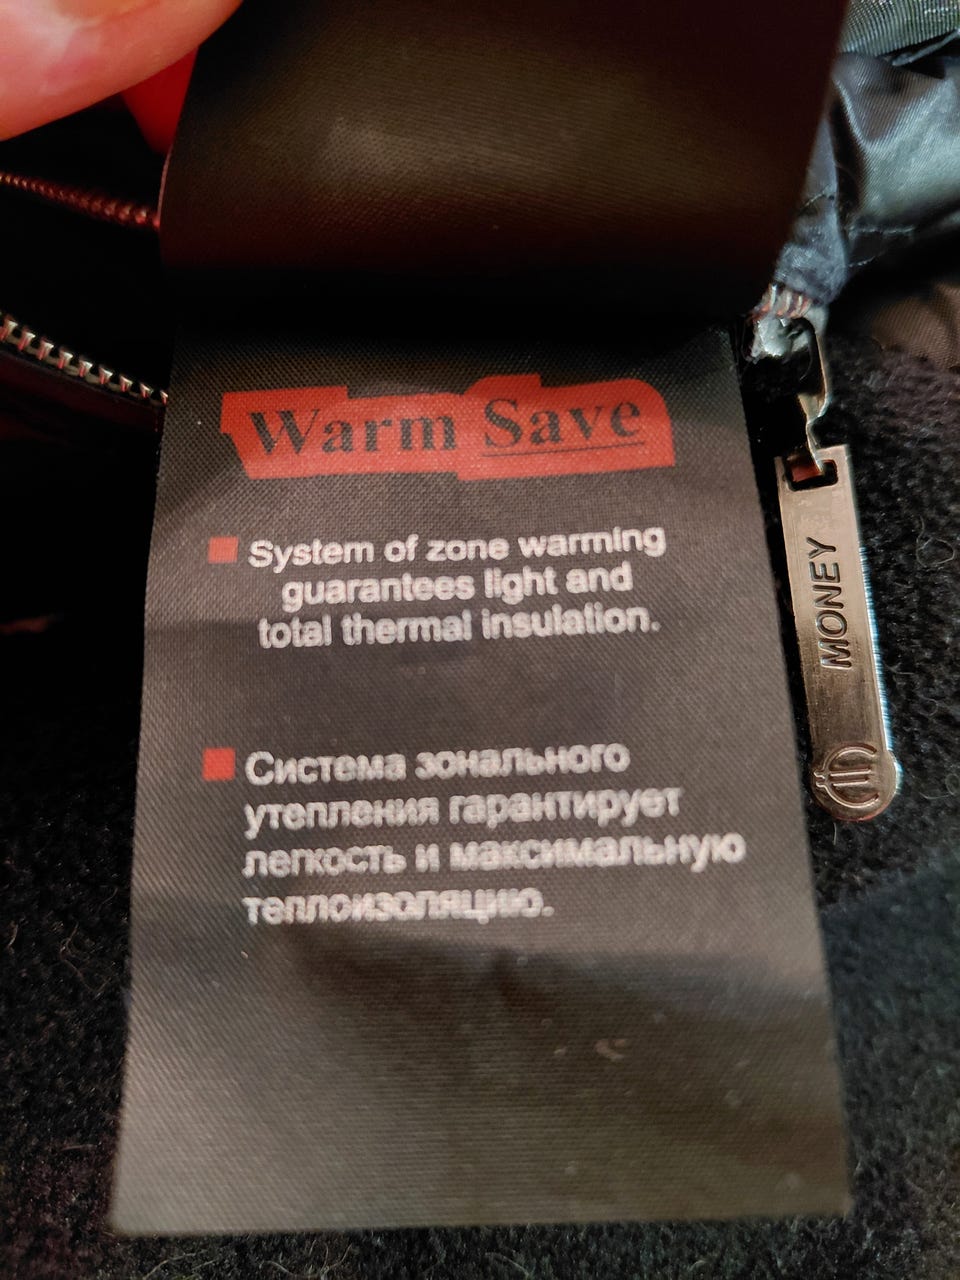 Warm Save
System of zone warming
guarantees light and
total thermal insulation.
Система зонального
утепления гарантирует
легкость и максимальную
теплоизоляцию.
MONEY